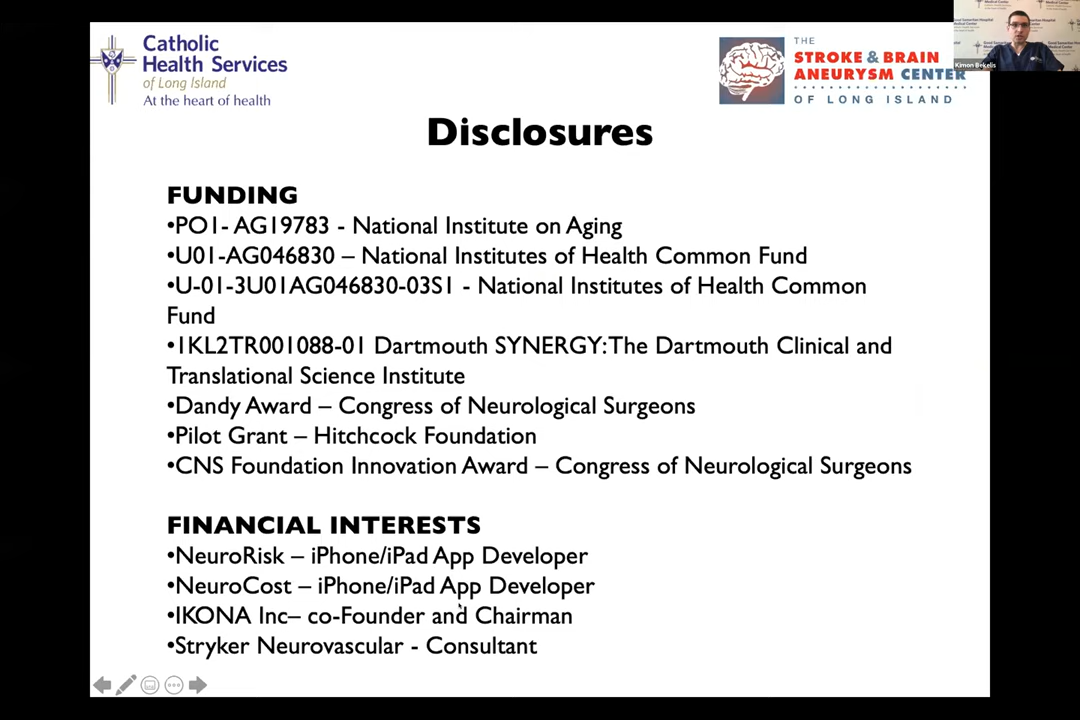 Catholic
Health Services
of Long Island
At the heart of health
THE
STROKE & BRAIN
ANEURYSM CENTER
OF LONG ISLAND
Kimon Bekelis
Disclosures
FUNDING
•PO1- AG19783 - National Institute on Aging
•U01-AG046830 – National Institutes of Health Common Fund
•U-01-3U01AG046830-03S1 - National Institutes of Health Common
Fund
•1KL2TR001088-01 Dartmouth SYNERGY: The Dartmouth Clinical and
Translational Science Institute
•Dandy Award – Congress of Neurological Surgeons
•Pilot Grant – Hitchcock Foundation
•CNS Foundation Innovation Award – Congress of Neurological Surgeons
FINANCIAL INTERESTS
•NeuroRisk – iPhone/iPad App Developer
•NeuroCost – iPhone/iPad App Developer
•IKONA Inc– co-Founder and Chairman
•Stryker Neurovascular - Consultant